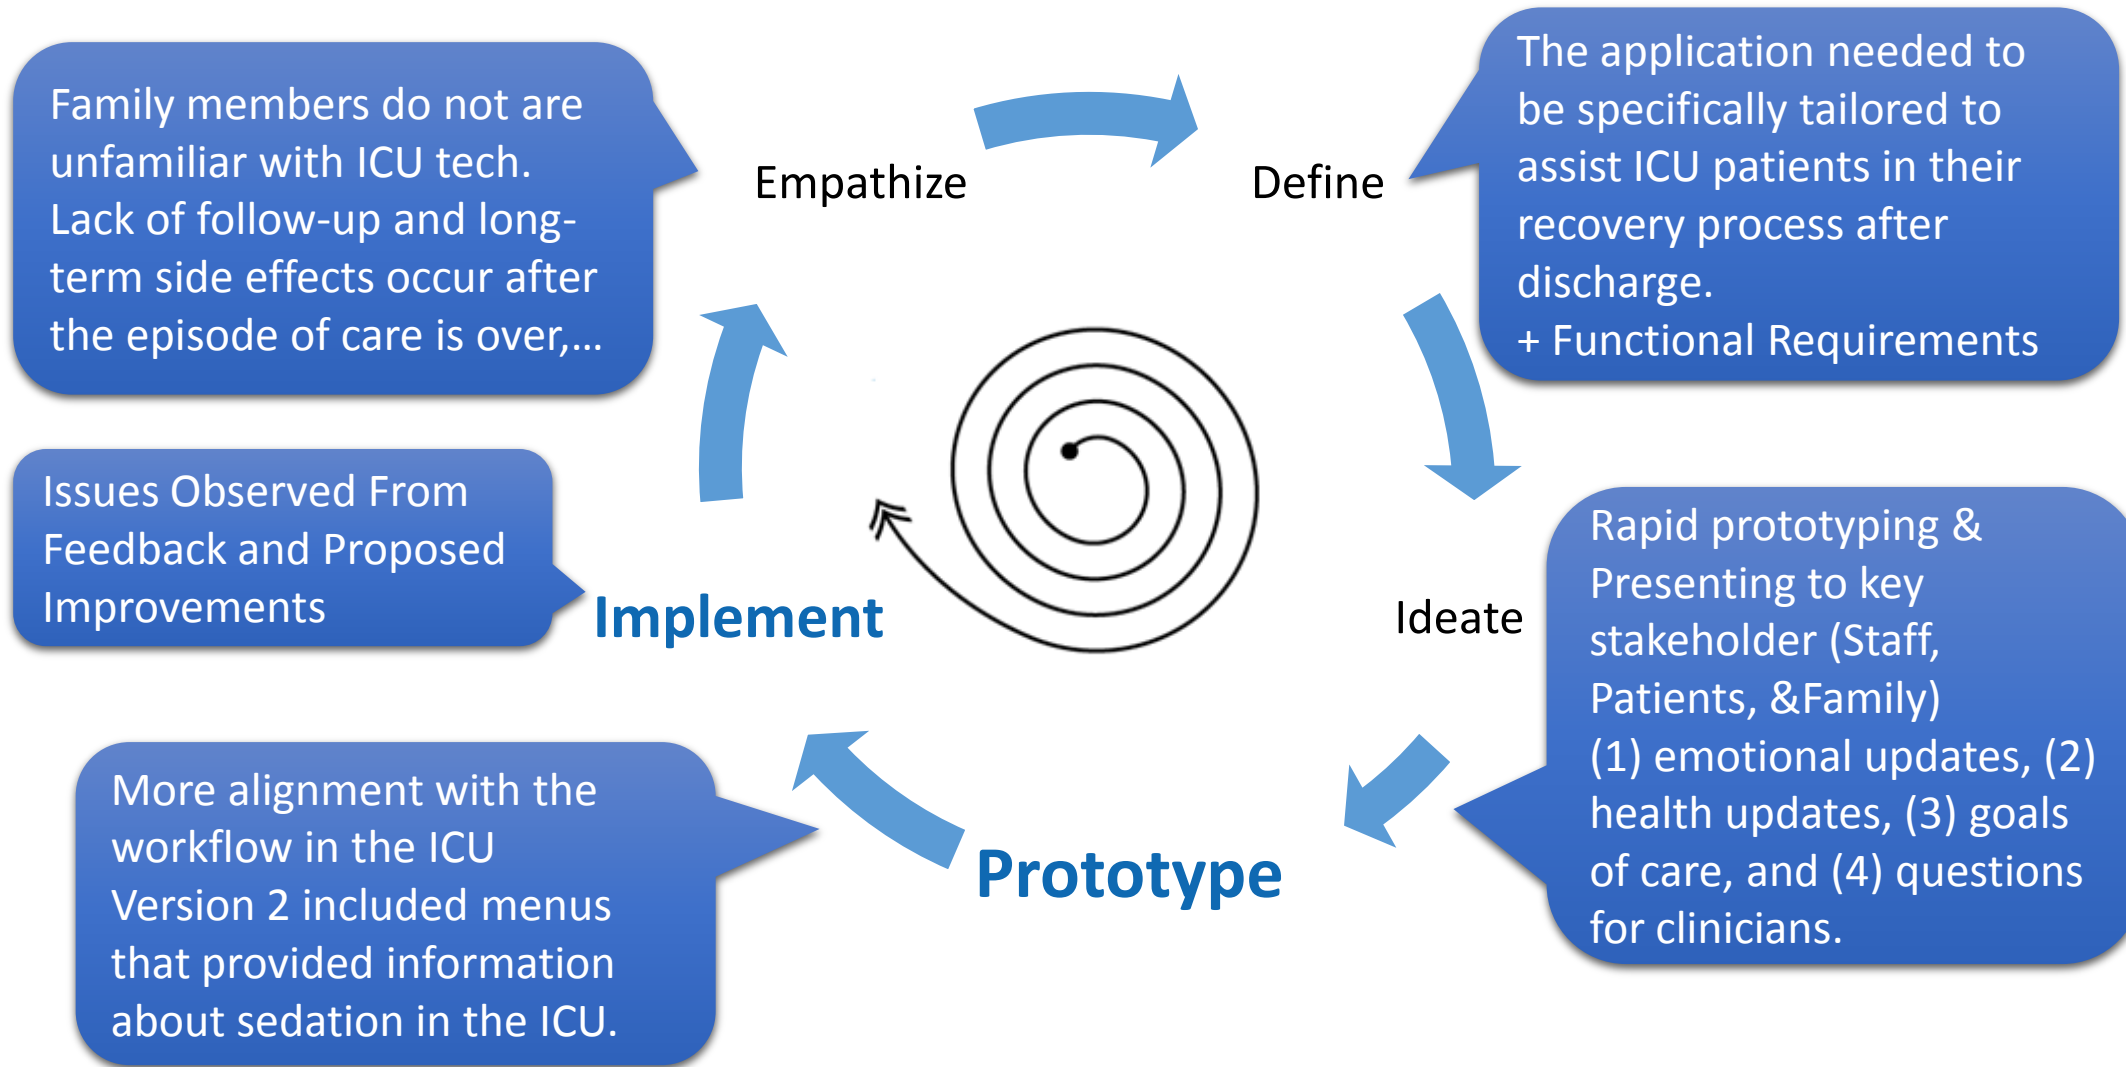 Family members do not are
unfamiliar with ICU tech.
Lack of follow-up and long-
term side effects occur after
the episode of care is over,...
Empathize
Define
The application needed to
be specifically tailored to
assist ICU patients in their
recovery process after
discharge.
+ Functional Requirements
Issues Observed From
Feedback and Proposed
Improvements
Implement
Ideate
Rapid prototyping &
Presenting to key
stakeholder (Staff,
Patients, &Family)
(1) emotional updates, (2)
health updates, (3) goals
of care, and (4) questions
for clinicians.
More alignment with the
workflow in the ICU
Version 2 included menus
that provided information
about sedation in the ICU.
Prototype